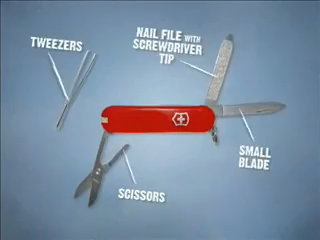 TWEEZERS
NAIL FILE WITH
SCREWDRIVER
TIP
SMALL
BLADE
SCISSORS